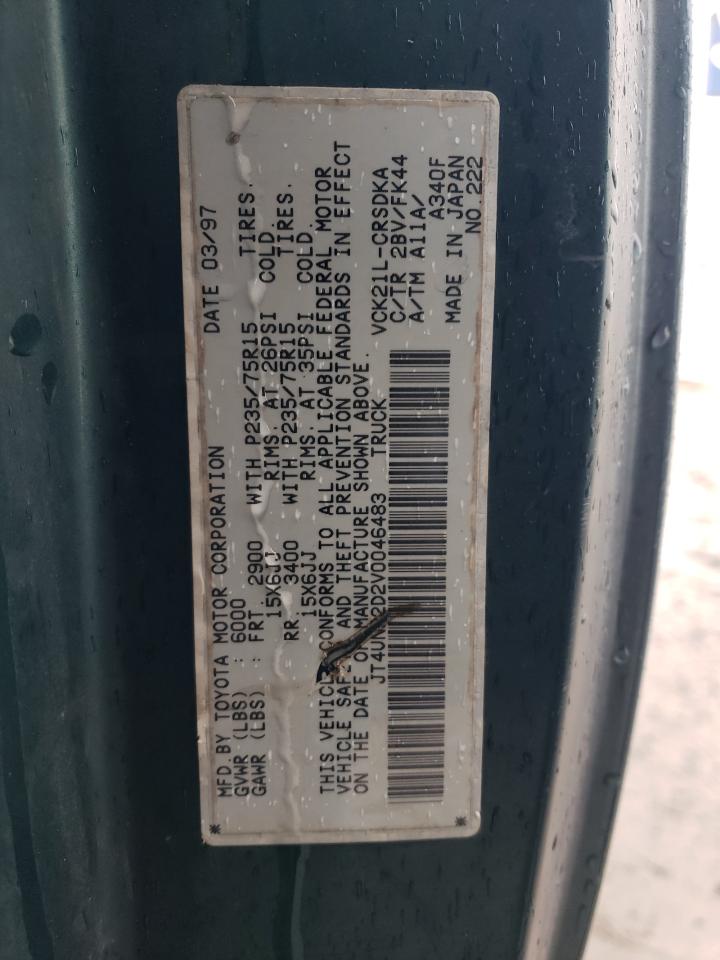 MFD. BY TOYOTA MOTOR CORPORATION DATE 03/97
GVWR (LBS) : 6000
GAWR (LBS) : FRT. 2900 WITH P235/75R15 TIRES.
15X6JJ RIMS. AT 26PSI COLD.
RR. 3400 WITH P235/75R15 TIRES.
15X6JJ RIMS. AT 35PSI COLD.
THIS VEHICLE CONFORMS TO ALL APPLICABLE FEDERAL MOTOR
VEHICLE AND THEFT PREVENTION STANDARDS IN EFFECT
ON THE DATE OF MANUFACTURE SHOWN ABOVE.
TRUCK
VCK21L-CRSDKA
C/TR 2BV/FK44
A/TM A11A/
A340F
MADE IN JAPAN
NO.222